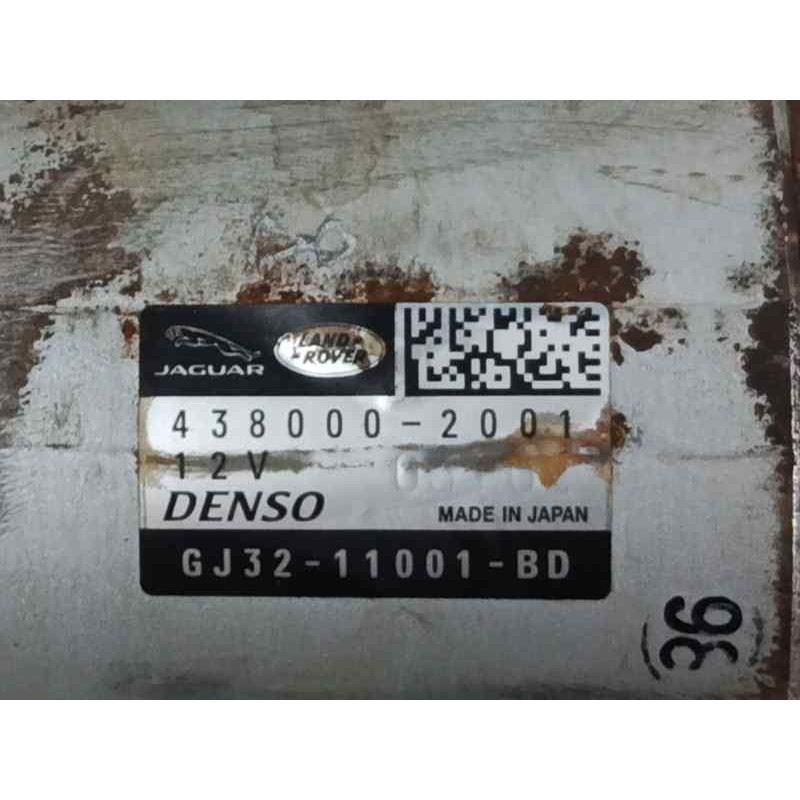 JAGUAR
LAND
ROVER
438000-2001
12V
DENSO
MADE IN JAPAN
GJ32-11001-BD
36